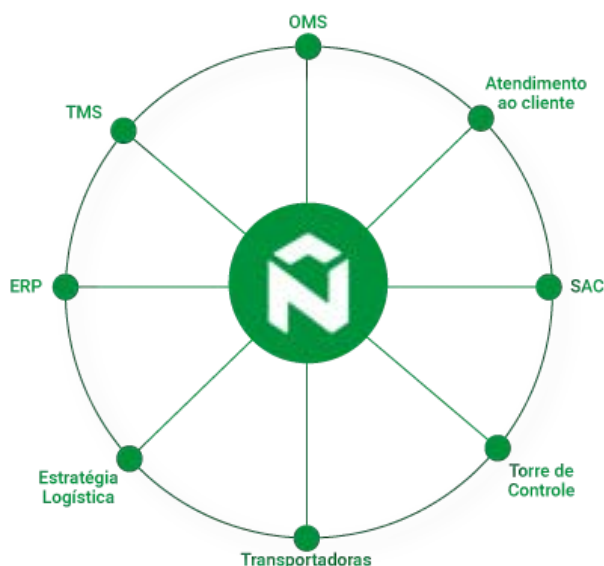 OMS
Atendimento
ao cliente
TMS
ERP
SAC
Estratégia
Logística
Torre de
Controle
Transportadoras